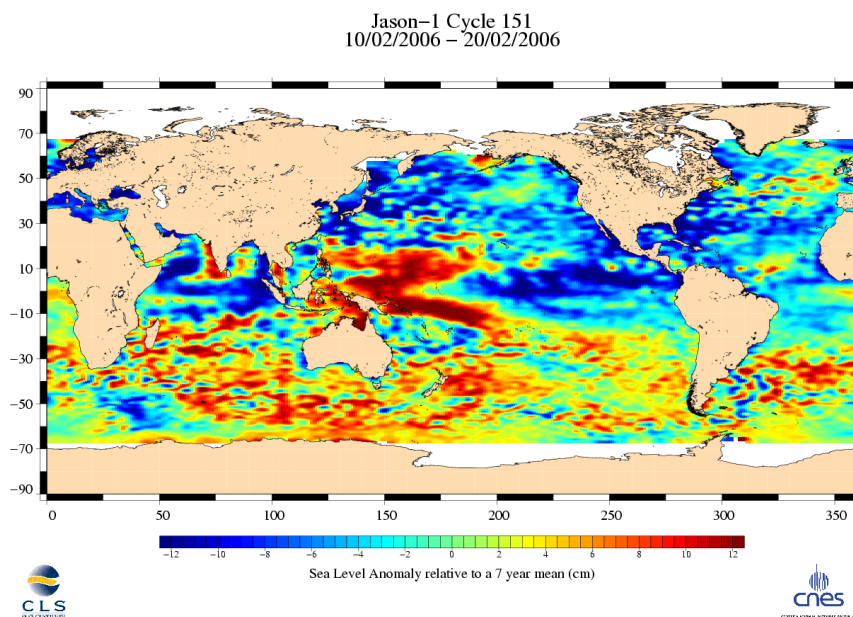 Jason-1 Cycle 151
10/02/2006 - 20/02/2006
90
70
50
30
10
-10
-30
-50
-70
-90
0 50 100 150 200 250 300 350
-12 -10 -8 -6 -4 -2 0 2 4 6 8 10 12
Sea Level Anomaly relative to a 7 year mean (cm)
CLS
cnes